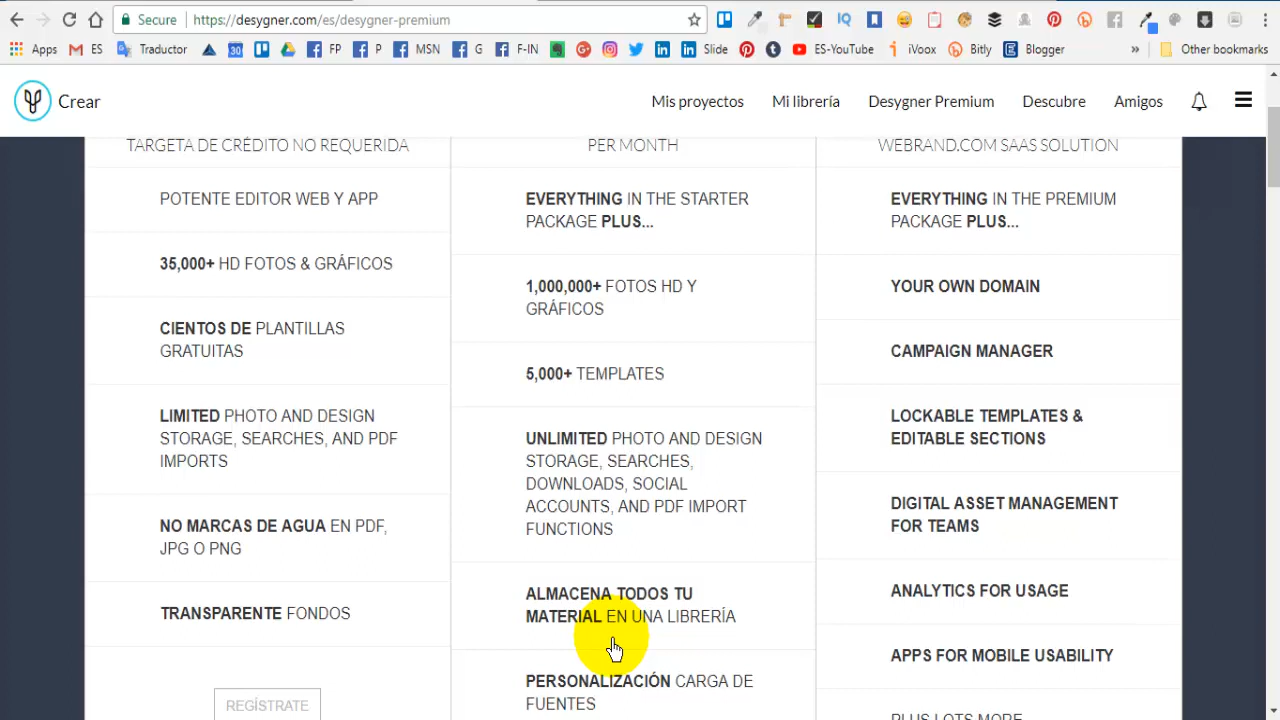 Secure https://desygner.com/es/desygner-premium
Apps ES Traductor FP P MSN G F-IN Slide ES-YouTube iVoox Bitly Blogger » Other bookmarks
Crear Mis proyectos Mi librería Desygner Premium Descubre Amigos
TARGETA DE CRÉDITO NO REQUERIDA
POTENTE EDITOR WEB Y APP
35,000+ HD FOTOS & GRÁFICOS
CIENTOS DE PLANTILLAS
GRATUITAS
LIMITED PHOTO AND DESIGN
STORAGE, SEARCHES, AND PDF
IMPORTS
NO MARCAS DE AGUA EN PDF,
JPG O PNG
TRANSPARENTE FONDOS
REGÍSTRATE
PER MONTH
EVERYTHING IN THE STARTER
PACKAGE PLUS...
1,000,000+ FOTOS HD Y
GRÁFICOS
5,000+ TEMPLATES
UNLIMITED PHOTO AND DESIGN
STORAGE, SEARCHES,
DOWNLOADS, SOCIAL
ACCOUNTS, AND PDF IMPORT
FUNCTIONS
ALMACENA TODOS TU
MATERIAL EN UNA LIBRERÍA
PERSONALIZACIÓN CARGA DE
FUENTES
WEBRAND.COM SAAS SOLUTION
EVERYTHING IN THE PREMIUM
PACKAGE PLUS...
YOUR OWN DOMAIN
CAMPAIGN MANAGER
LOCKABLE TEMPLATES &
EDITABLE SECTIONS
DIGITAL ASSET MANAGEMENT
FOR TEAMS
ANALYTICS FOR USAGE
APPS FOR MOBILE USABILITY
PLUS LOTS MORE